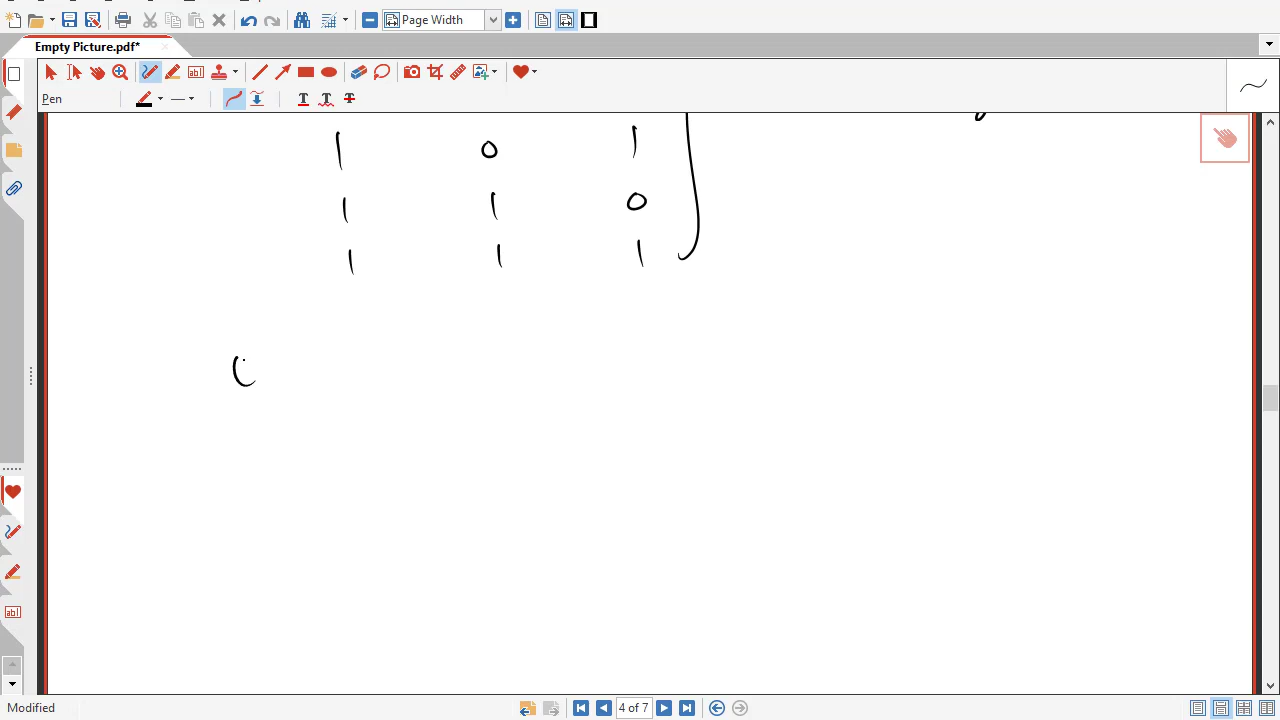 Page Width
Empty Picture.pdf*
Pen
1 0 1
1 1 0
1 1 1
Modified
4 of 7